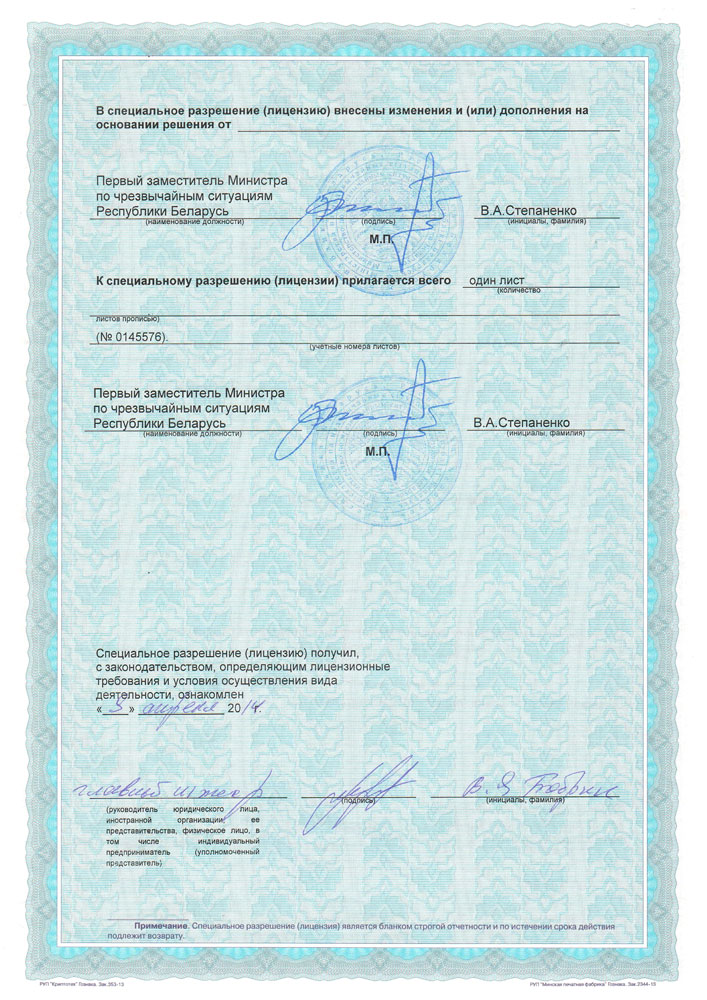 В специальное разрешение (лицензию) внесены изменения и (или) дополнения на
основании решения от
Первый заместитель Министра
по чрезвычайным ситуациям
Республики Беларусь
В.А.Степаненко
(наименование должности) (подпись) (инициалы, фамилия)
М.П.
К специальному разрешению (лицензии) прилагается всего один лист
(количество
листов прописью)
(№ 0145576).
(учетные номера листов)
Первый заместитель Министра
по чрезвычайным ситуациям
Республики Беларусь
В.А.Степаненко
(наименование должности) (подпись) (инициалы, фамилия)
М.П.
Специальное разрешение (лицензию) получил,
с законодательством, определяющим лицензионные
требования и условия осуществления вида
деятельности, ознакомлен
« 3 » апреля 2014.
главный инженер В.Я.
(подпись) (инициалы, фамилия)
(руководитель юридического лица,
иностранной организации, ее
представительства, физическое лицо, в
том числе индивидуальный
предприниматель (уполномоченный
представитель)
Примечание. Специальное разрешение (лицензия) является бланком строгой отчетности и по истечении срока действия
подлежит возврату.
РУП "Криптотех" Гознака. Зак.353-13 РУП "Минская печатная фабрика" Гознака. Зак.2344-13